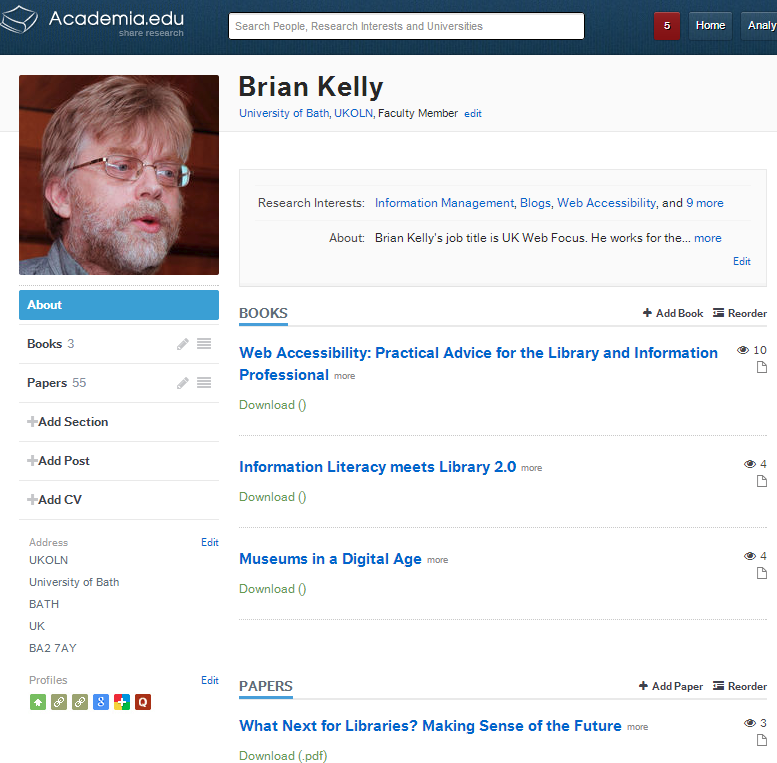 Academia.edu
share research
Search People, Research Interests and Universities
5
Home
Analy
Brian Kelly
University of Bath, UKOLN, Faculty Member edit
Research Interests: Information Management, Blogs, Web Accessibility, and 9 more
About: Brian Kelly's job title is UK Web Focus. He works for the... more
Edit
About
Books 3
Papers 55
+Add Section
+Add Post
+Add CV
Address Edit
UKOLN
University of Bath
BATH
UK
BA2 7AY
Profiles Edit
8
Q
BOOKS
+ Add Book Reorder
Web Accessibility: Practical Advice for the Library and Information
Professional more
10
Download ()
Information Literacy meets Library 2.0 more
4
Download ()
Museums in a Digital Age more
4
Download ()
PAPERS
+ Add Paper Reorder
What Next for Libraries? Making Sense of the Future more
3
Download (.pdf)